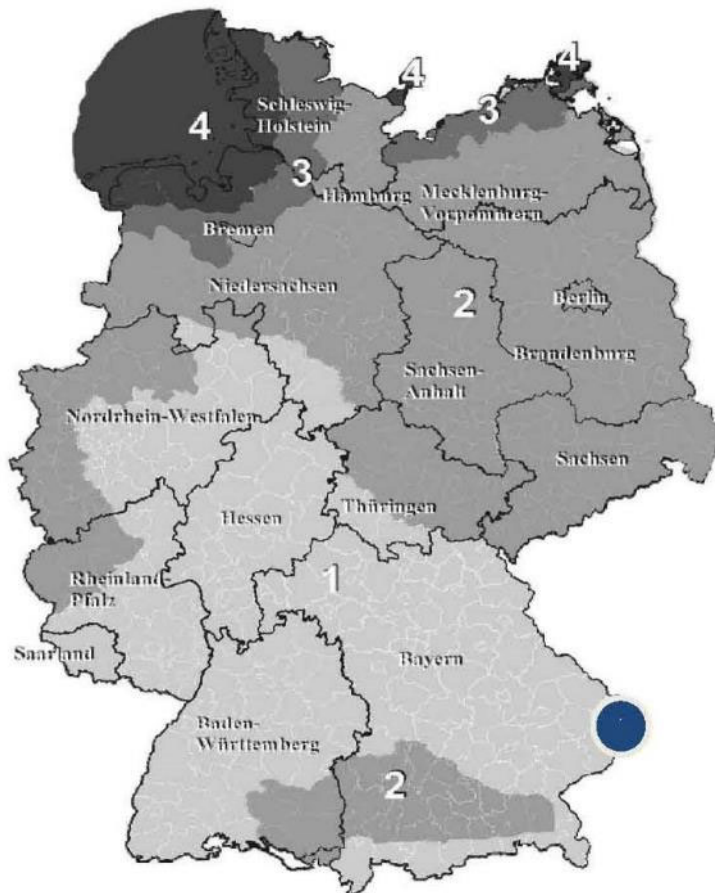 4
4
4
Schleswig-
Holstein
3
3
Hamburg
Mecklenburg-
Vorpommern
Bremen
Niedersachsen
2
Berlin
Brandenburg
Sachsen-
Anhalt
Nordrhein-Westfalen
Sachsen
Thüringen
Hessen
Rheinland-
Pfalz
1
Saarland
Bayern
Baden-
Württemberg
2